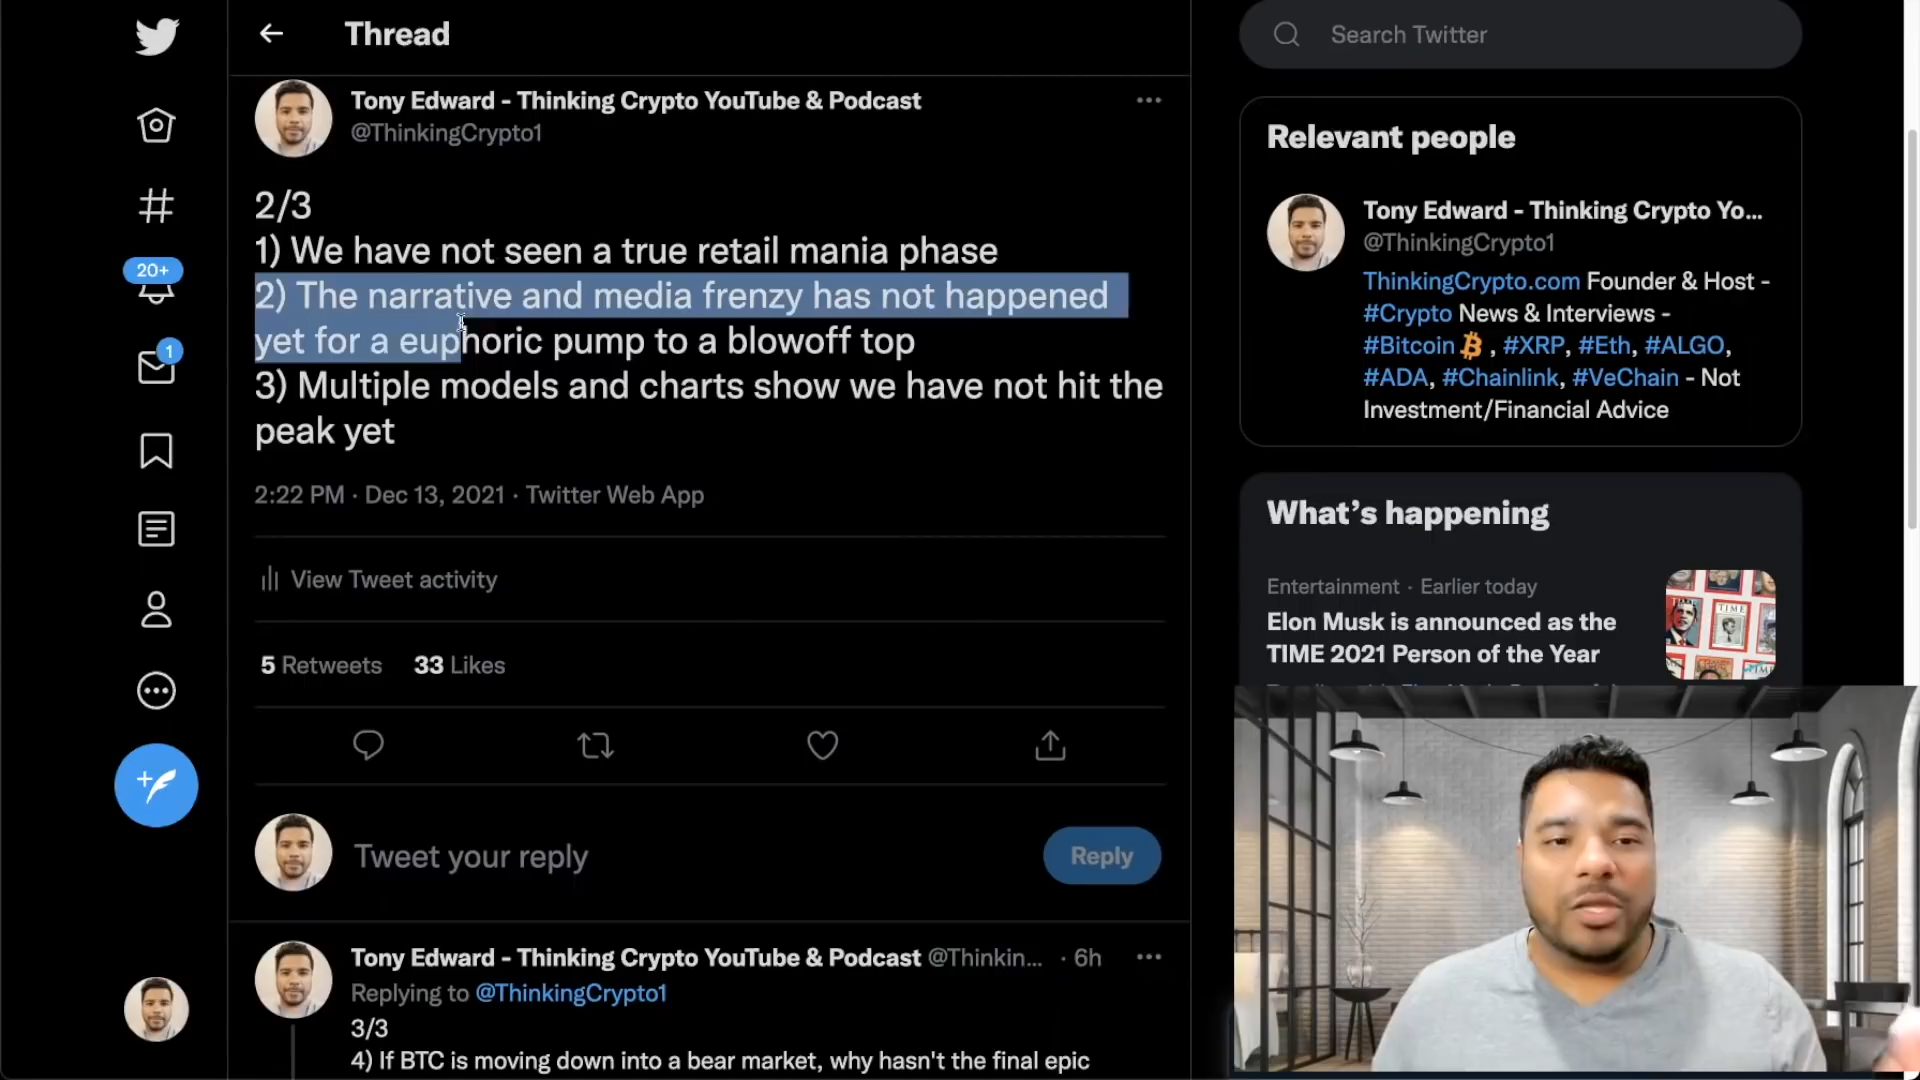 Thread
Search Twitter
Tony Edward - Thinking Crypto YouTube & Podcast
@ThinkingCrypto1
2/3
1) We have not seen a true retail mania phase
2) The narrative and media frenzy has not happened
yet for a euphoric pump to a blowoff top
3) Multiple models and charts show we have not hit the
peak yet
2:22 PM · Dec 13, 2021 · Twitter Web App
View Tweet activity
5 Retweets 33 Likes
Tweet your reply
Reply
Tony Edward - Thinking Crypto YouTube & Podcast @Thinkin... · 6h
Replying to @ThinkingCrypto1
3/3
4) If BTC is moving down into a bear market, why hasn't the final epic
20+
1
Relevant people
Tony Edward - Thinking Crypto Yo...
@ThinkingCrypto1
ThinkingCrypto.com Founder & Host -
#Crypto News & Interviews -
#Bitcoin , #XRP, #Eth, #ALGO,
#ADA, #Chainlink, #VeChain - Not
Investment/Financial Advice
What's happening
Entertainment · Earlier today
Elon Musk is announced as the
TIME 2021 Person of the Year
TIME